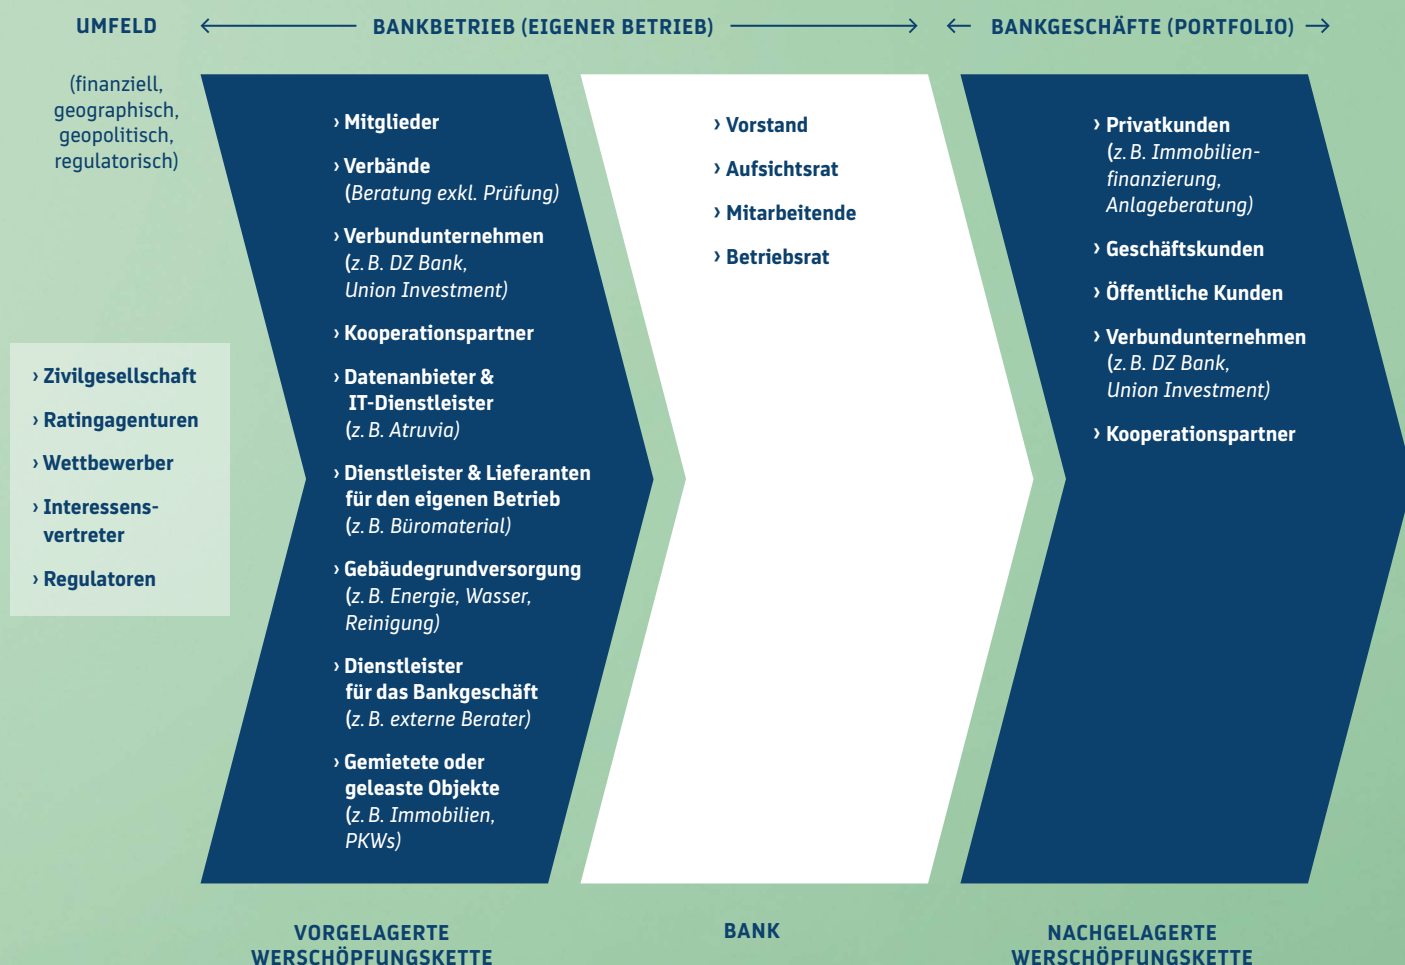 UMFELD
BANKBETRIEB (EIGENER BETRIEB)
BANKGESCHÄFTE (PORTFOLIO)
(finanziell,
geographisch,
geopolitisch,
regulatorisch)
› Zivilgesellschaft
› Ratingagenturen
› Wettbewerber
› Interessens-
vertreter
› Regulatoren
› Mitglieder
› Verbände
(Beratung exkl. Prüfung)
› Verbundunternehmen
(z. B. DZ Bank,
Union Investment)
› Kooperationspartner
› Datenanbieter &
IT-Dienstleister
(z. B. Atruvia)
› Dienstleister & Lieferanten
für den eigenen Betrieb
(z. B. Büromaterial)
› Gebäudegrundversorgung
(z. B. Energie, Wasser,
Reinigung)
› Dienstleister
für das Bankgeschäft
(z. B. externe Berater)
› Gemietete oder
geleaste Objekte
(z. B. Immobilien,
PKWs)
› Vorstand
› Aufsichtsrat
› Mitarbeitende
› Betriebsrat
› Privatkunden
(z. B. Immobilien-
finanzierung,
Anlageberatung)
› Geschäftskunden
› Öffentliche Kunden
› Verbundunternehmen
(z. B. DZ Bank,
Union Investment)
› Kooperationspartner
VORGELAGERTE
WERSCHÖPFUNGSKETTE
BANK
NACHGELAGERTE
WERSCHÖPFUNGSKETTE